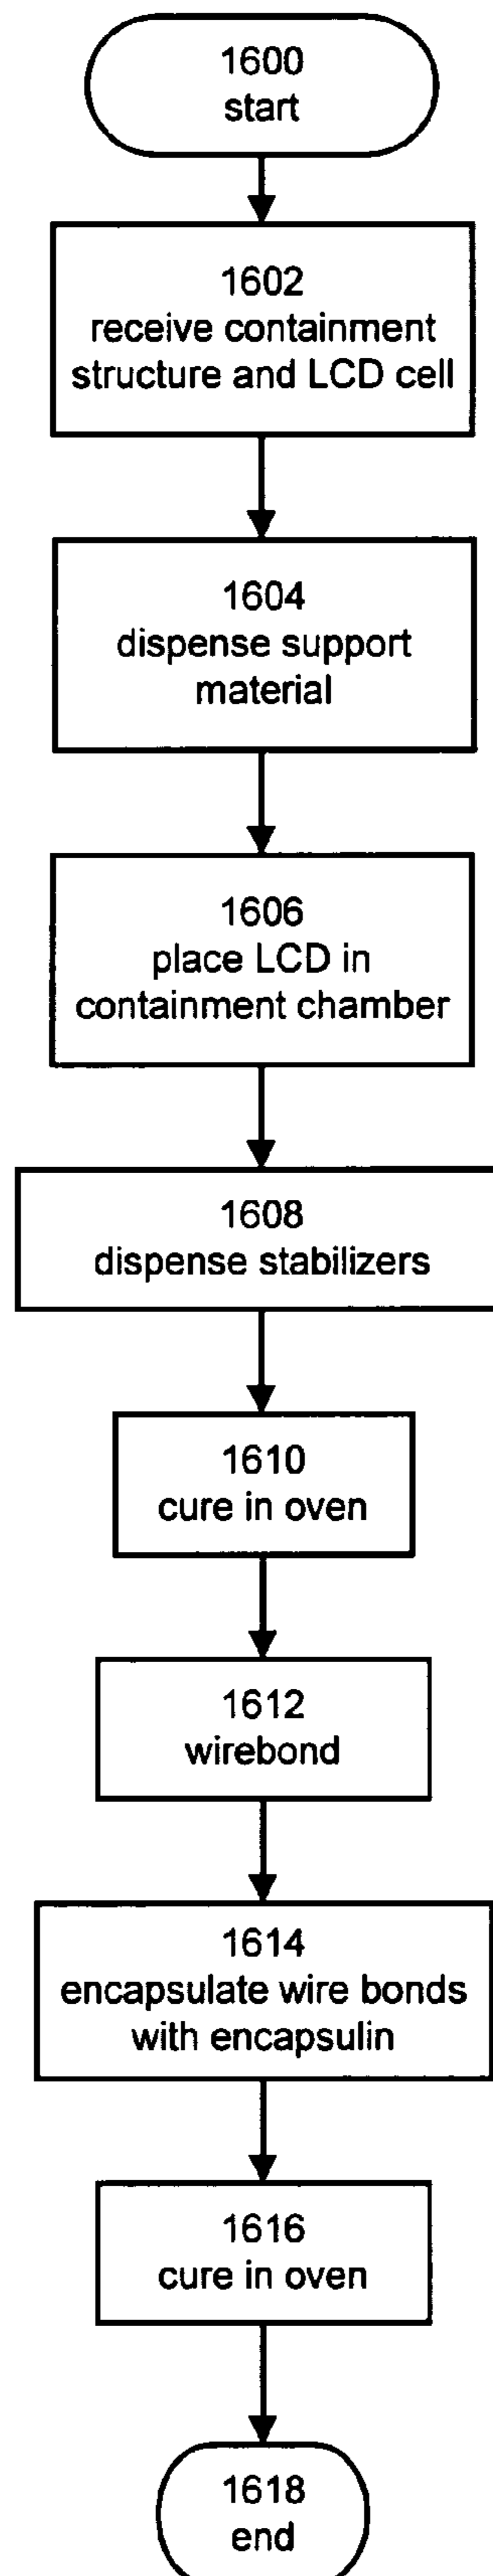 1600
start
1602
receive containment
structure and LCD cell
1604
dispense support
material
1606
place LCD in
containment chamber
1608
dispense stabilizers
1610
cure in oven
1612
wirebond
1614
encapsulate wire bonds
with encapsulin
1616
cure in oven
1618
end